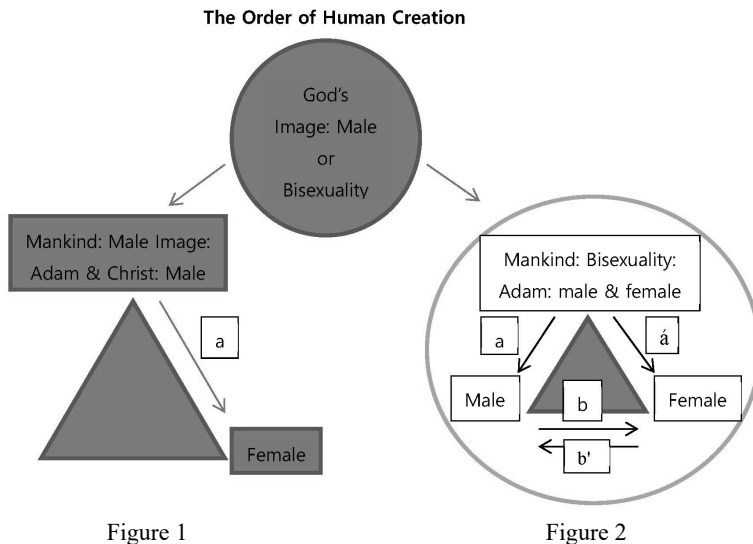 The Order of Human Creation
God's
Image: Male
or
Bisexuality
Mankind: Male Image:
Adam & Christ: Male
a
Female
Mankind: Bisexuality:
Adam: male & female
a
á
Male
b
Female
b'
Figure 1
Figure 2